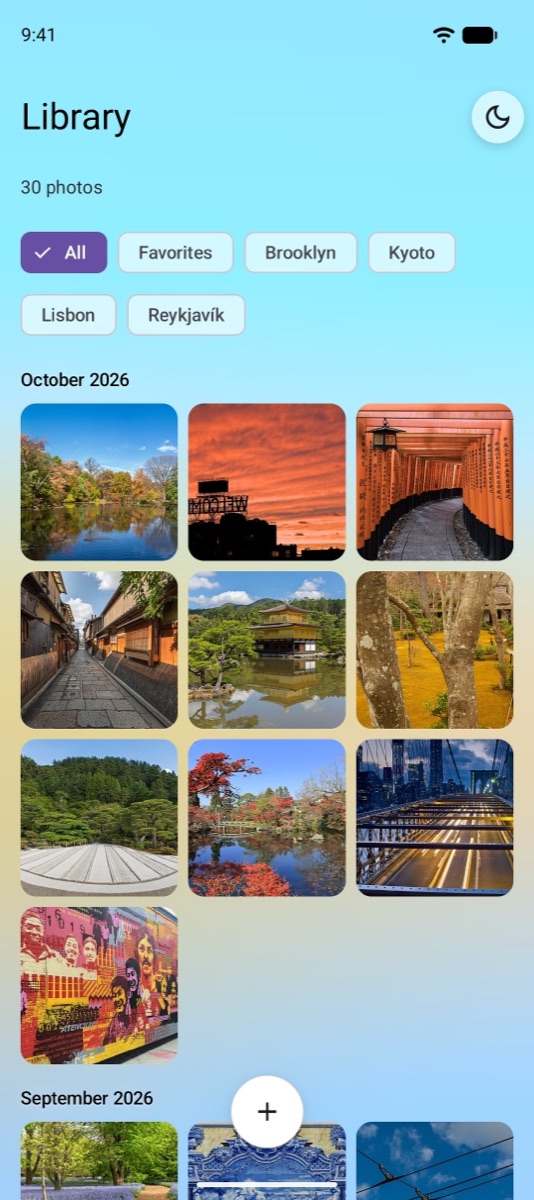 9:41
Library
30 photos
All
Favorites
Brooklyn
Kyoto
Lisbon
Reykjavík
October 2026
September 2026